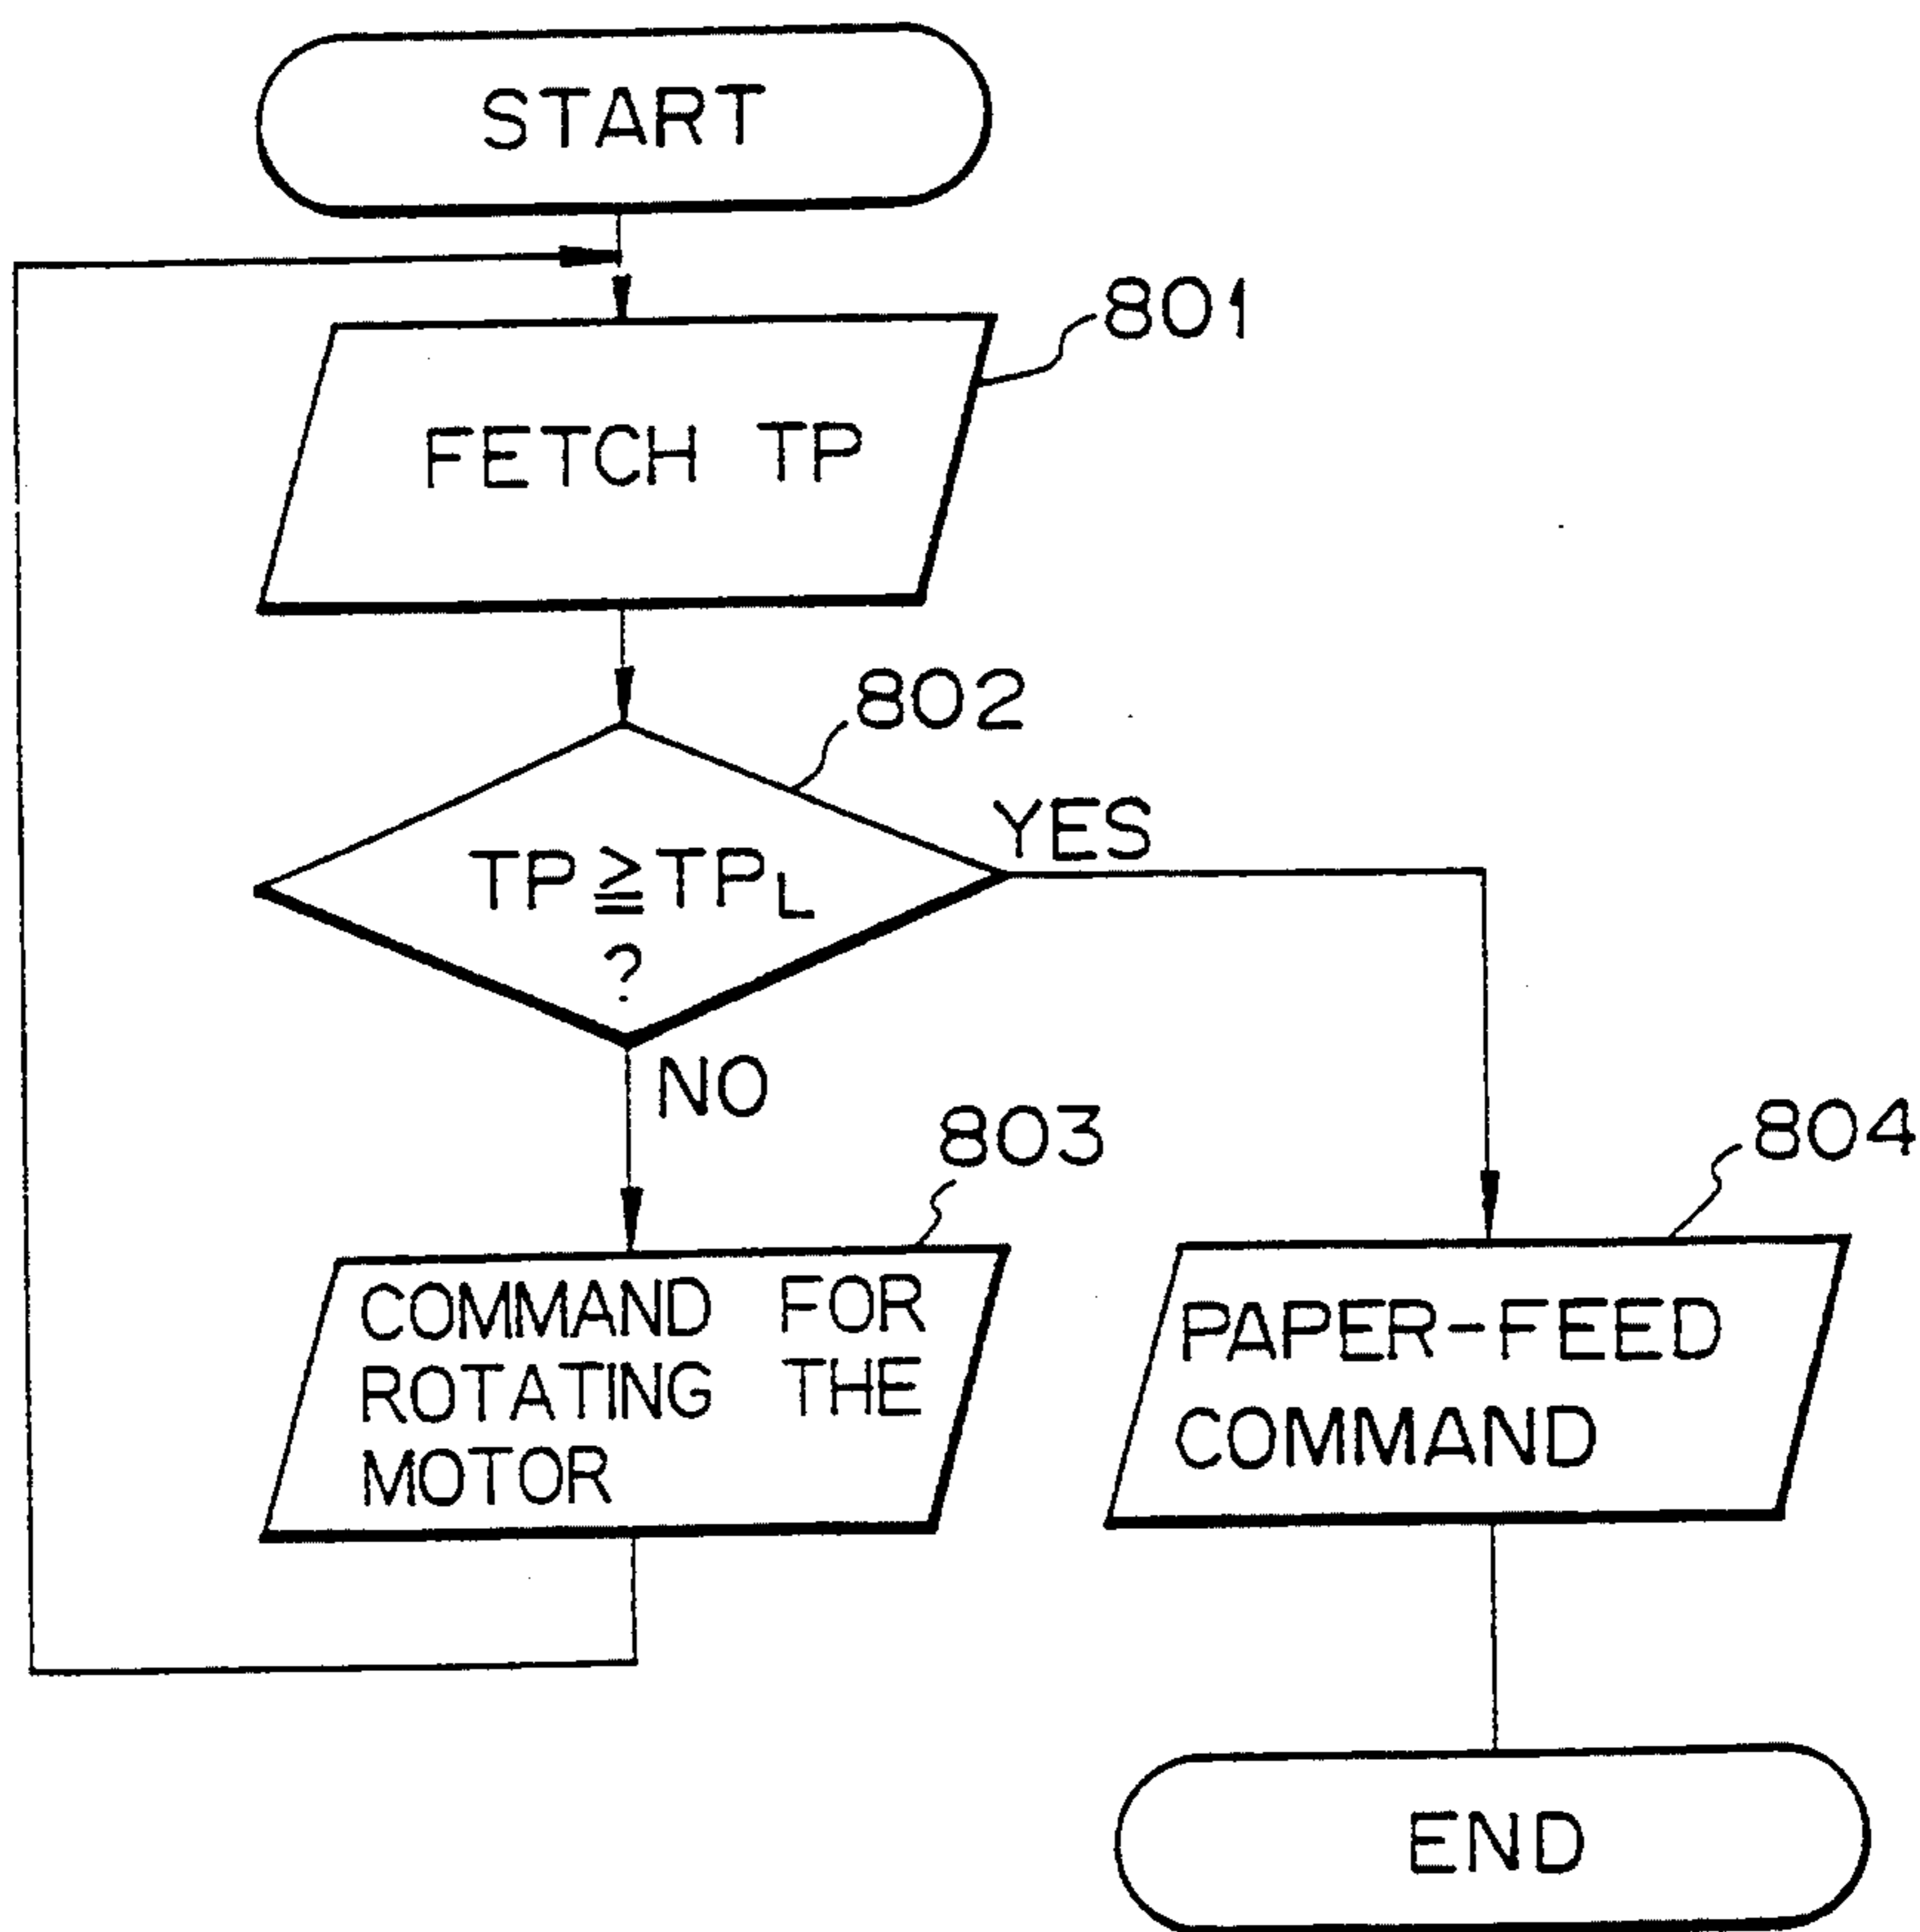 START
801
FETCH TP
802
YES
TP≧TPL
?
NO
803
804
COMMAND FOR
ROTATING THE
MOTOR
PAPER-FEED
COMMAND
END